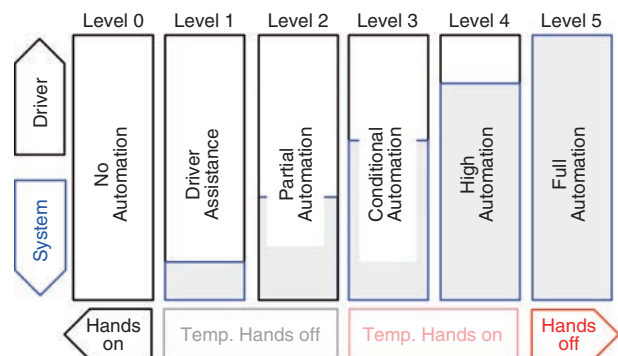 Level 0 Level 1 Level 2 Level 3 Level 4 Level 5
Driver
System
No
Automation
Driver
Assistance
Partial
Automation
Conditional
Automation
High
Automation
Full
Automation
Hands
on
Temp. Hands off
Temp. Hands on
Hands
off